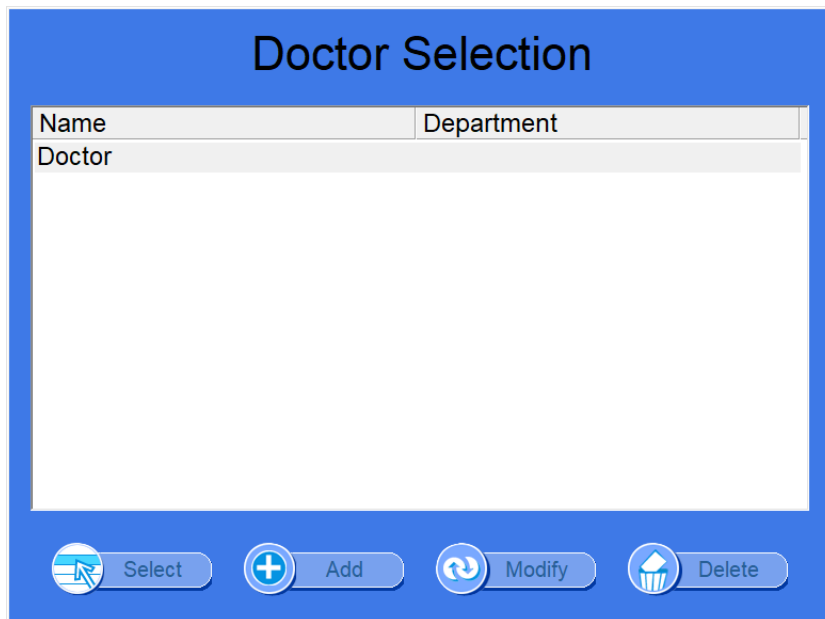 Doctor Selection
Name Department
Doctor
Select Add Modify Delete